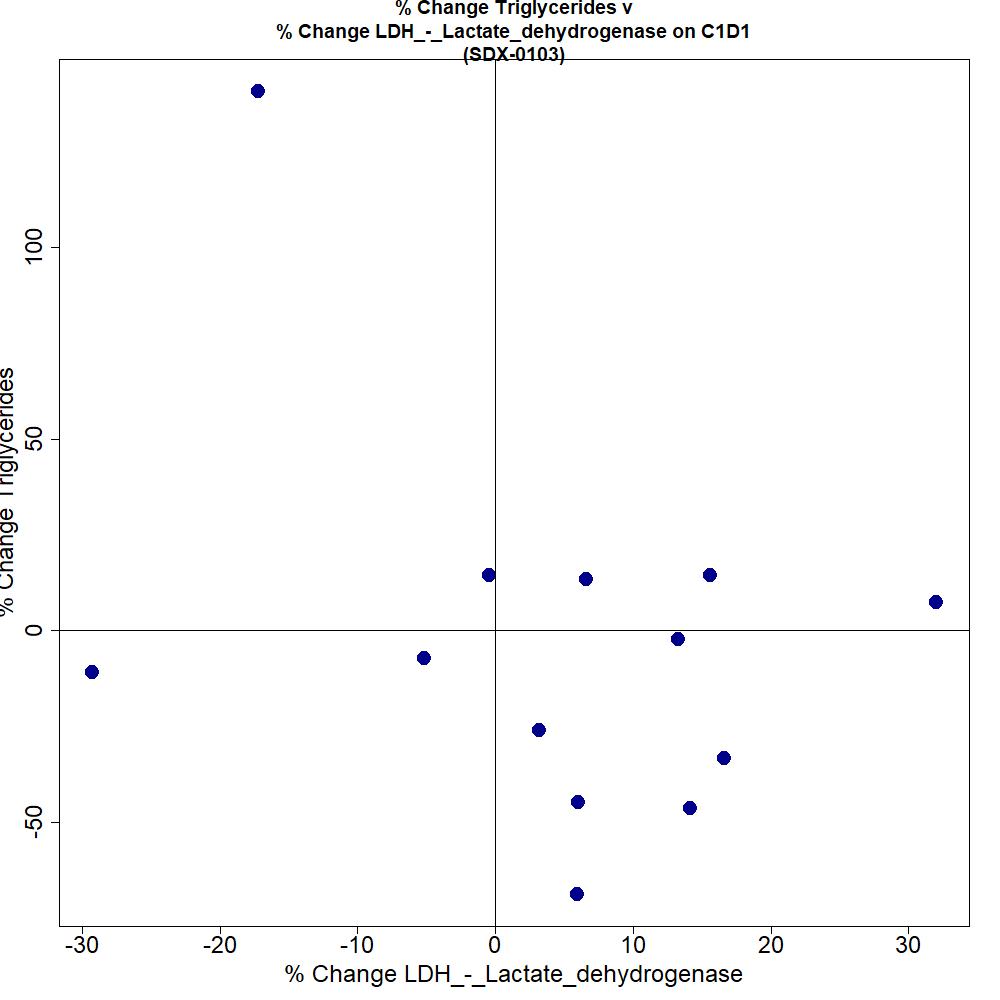 % Change Triglycerides v
% Change LDH_-_Lactate_dehydrogenase on C1D1
(SDX-0103)
% Change Triglycerides
100
50
0
-50
-30 -20 -10 0 10 20 30
% Change LDH_-_Lactate_dehydrogenase